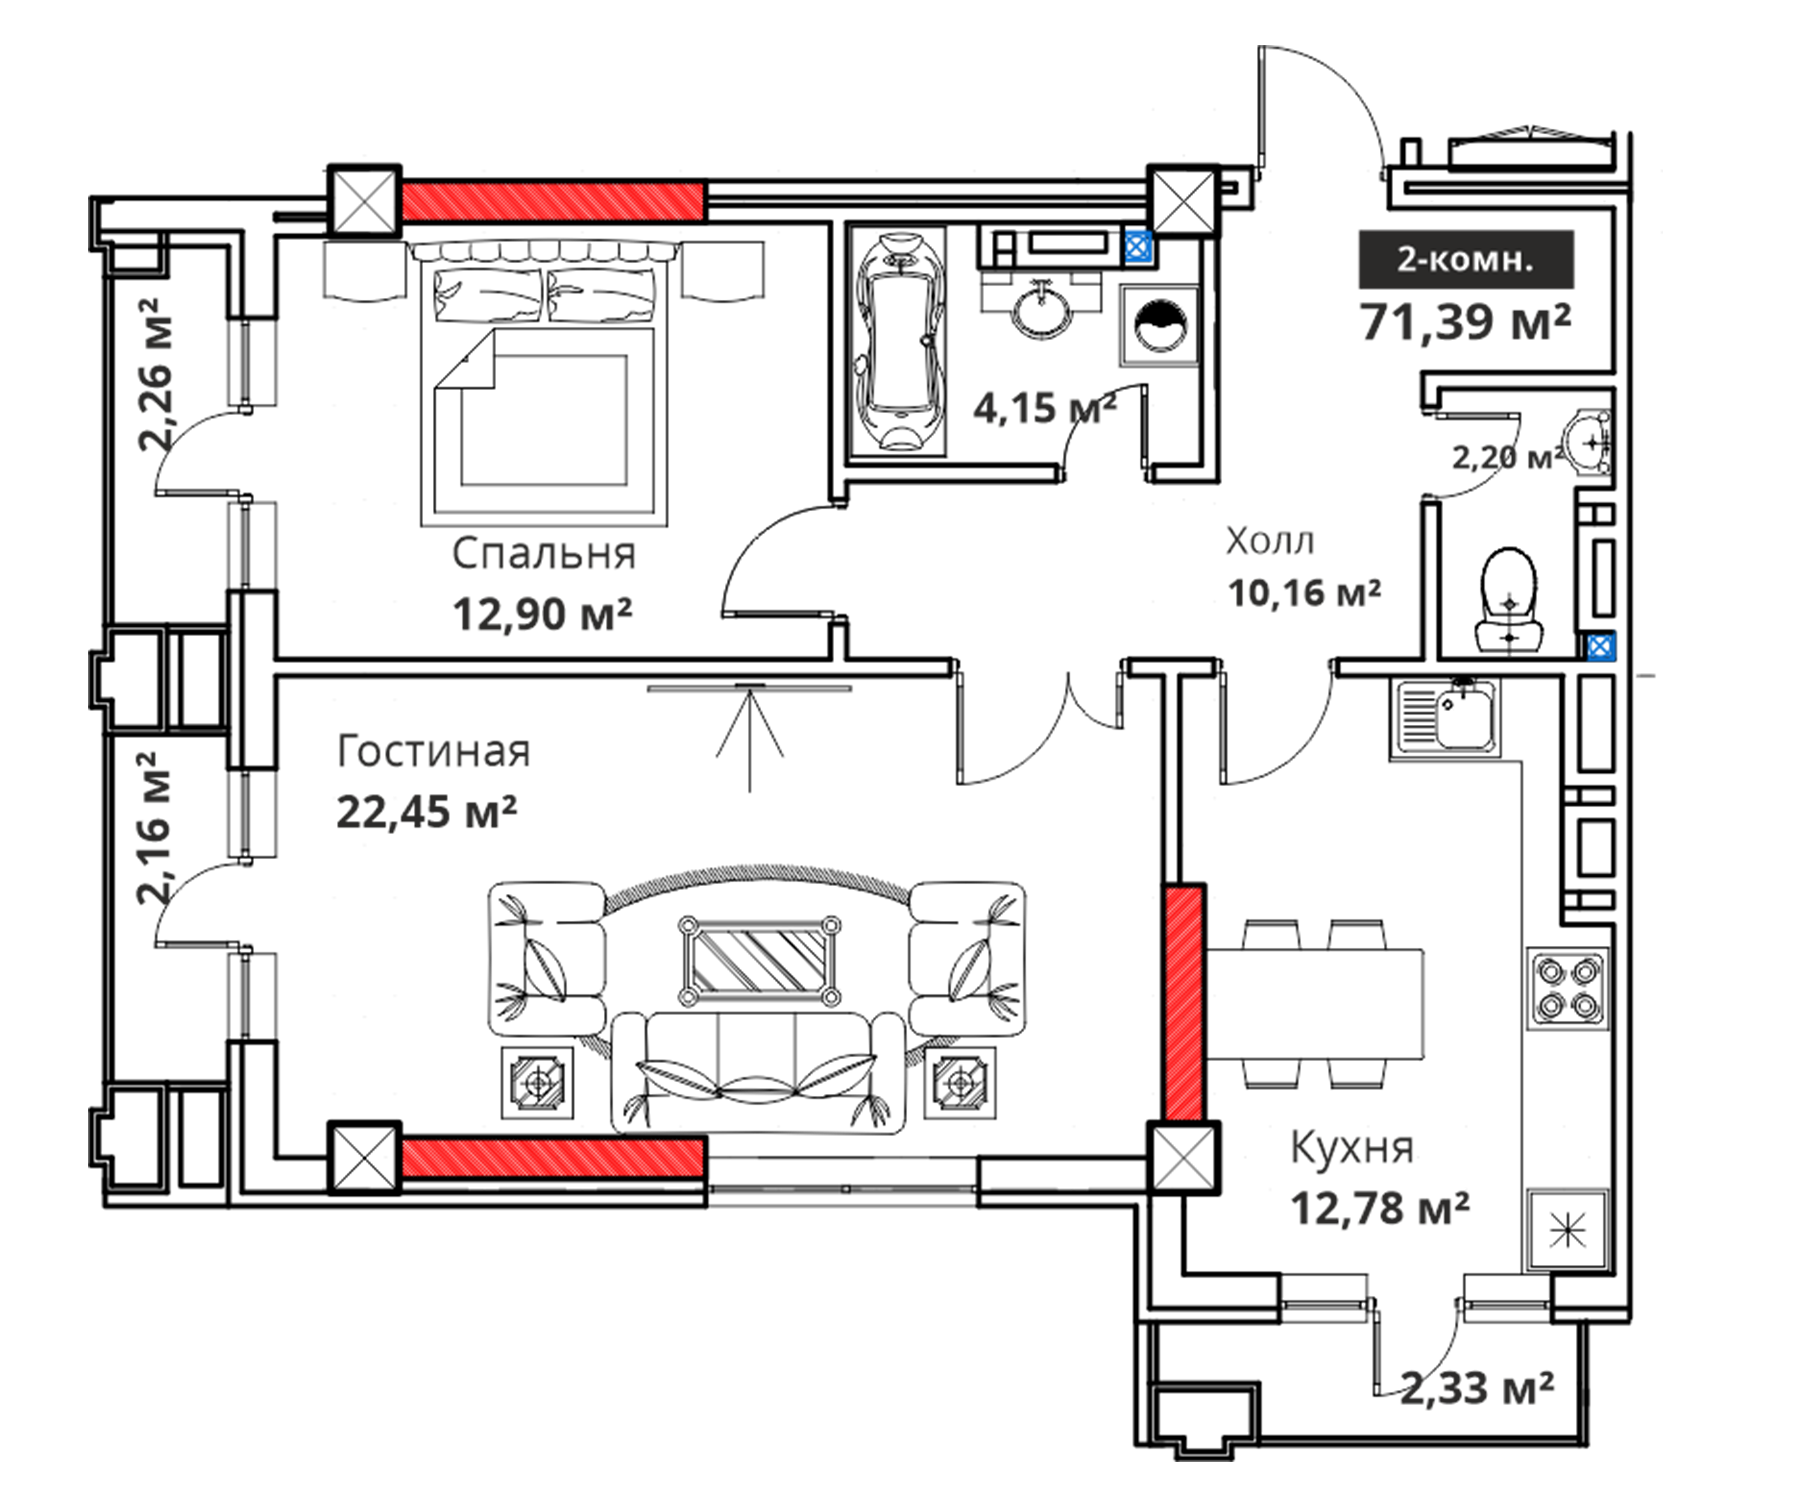 2-комн.
71,39 м²
2,26 м²
4,15 м²
2,20 м²
Спальня
12,90 м²
Холл
10,16 м²
Гостиная
22,45 м²
2,16 м²
Кухня
12,78 м²
2,33 м²